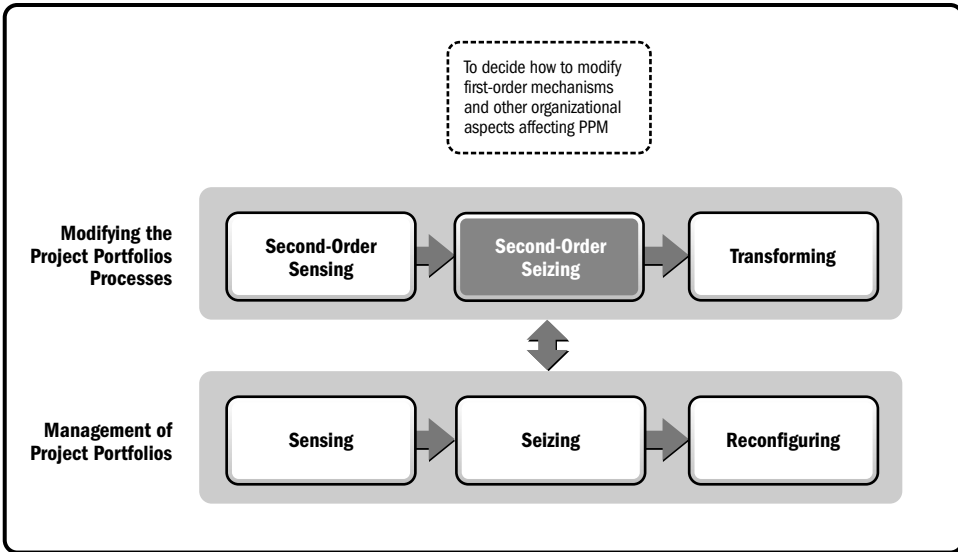 To decide how to modify
first-order mechanisms
and other organizational
aspects affecting PPM
Modifying the
Project Portfolios
Processes
Second-Order
Sensing
Second-Order
Seizing
Transforming
Management of
Project Portfolios
Sensing
Seizing
Reconfiguring